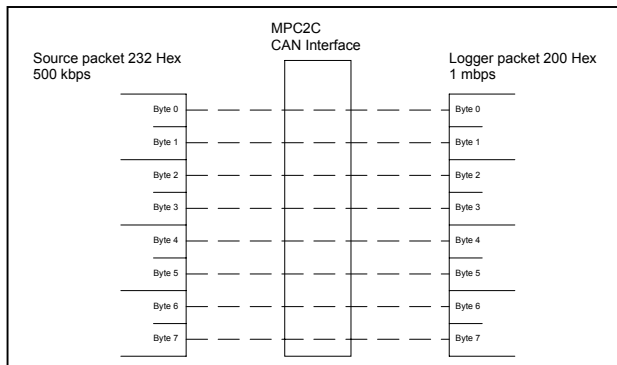 MPC2C
CAN Interface
Source packet 232 Hex
500 kbps
Logger packet 200 Hex
1 mbps
Byte 0
Byte 0
Byte 1
Byte 1
Byte 2
Byte 2
Byte 3
Byte 3
Byte 4
Byte 4
Byte 5
Byte 5
Byte 6
Byte 6
Byte 7
Byte 7